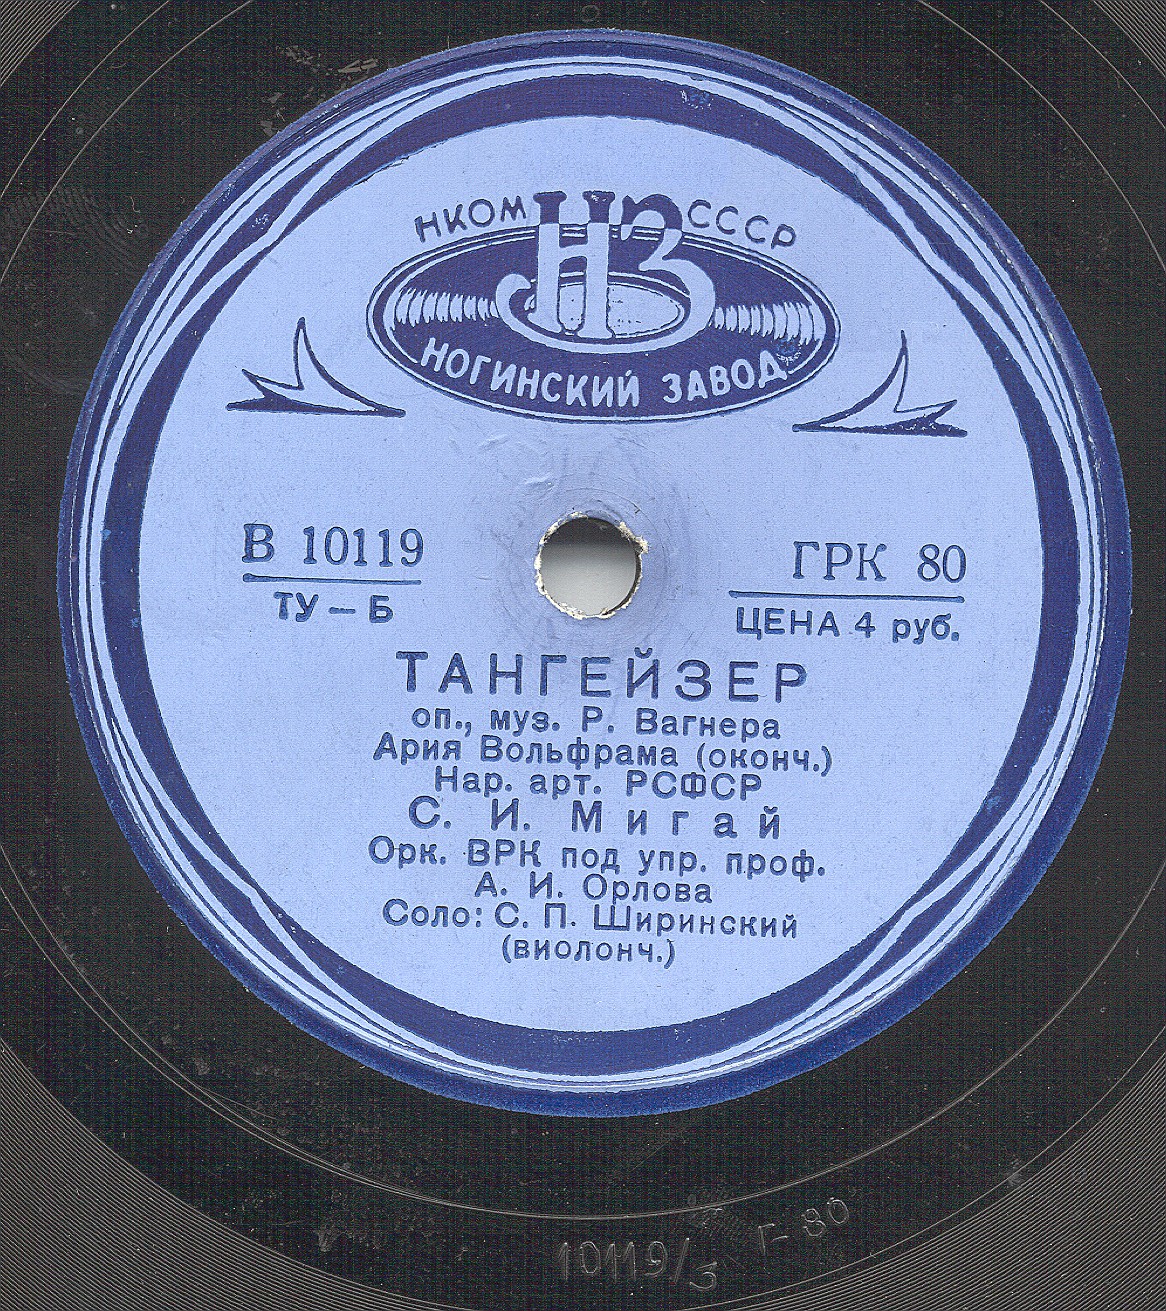 НКОМ НЗ СССР
НОГИНСКИЙ ЗАВОД
В 10119
ТУ – Б
ГРК 80
ЦЕНА 4 руб.
ТАНГЕЙЗЕР
оп., муз. Р. Вагнера
Ария Вольфрама (оконч.)
Нар. арт. РСФСР
С. И. Мигай
Орк. ВРК под упр. проф.
А. И. Орлова
Соло: С. П. Ширинский
(виолонч.)
10119/3 Г-80